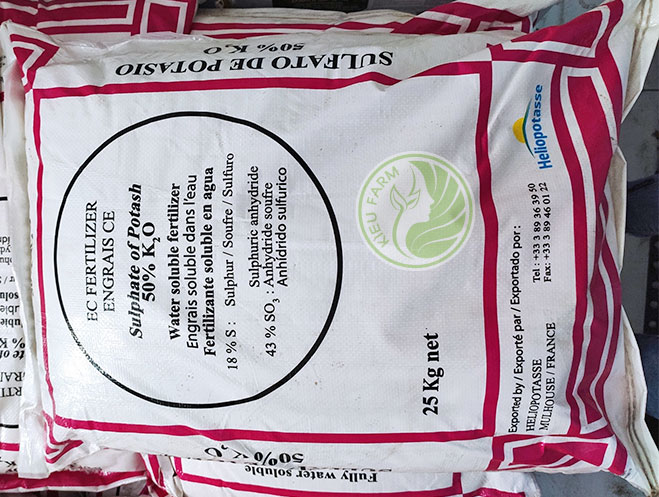 SULFATO DE POTASIO
50% K₂O
EC FERTILIZER
ENGRAIS CE
Sulphate of Potash
50% K₂O
Water soluble fertilizer
Engrais soluble dans l'eau
Fertilizante soluble en agua
18 % S : Sulphur / Soufre / Sulfuro
Sulphuric anhydride
43 % SO₃ : Anhydride soufre
Anhidrido sulfurico
KIEU FARM
25 Kg net
Heliopotasse
Exported by / Exporté par / Exportado por :
HELIOPOTASSE
MULHOUSE / FRANCE
Tel : +33 3 89 36 39 50
Fax: +33 3 89 46 01 22
Fully water soluble
50% K₂O